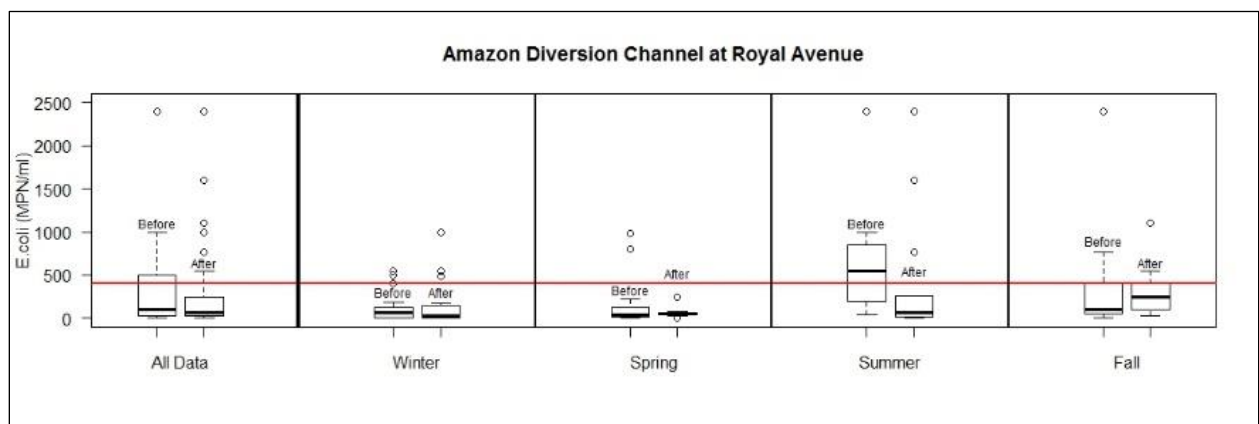 Amazon Diversion Channel at Royal Avenue
E.coli (MPN/ml)
2500
2000
1500
1000
500
0
Before
After
Before
After
Before
After
Before
After
Before
After
All Data
Winter
Spring
Summer
Fall